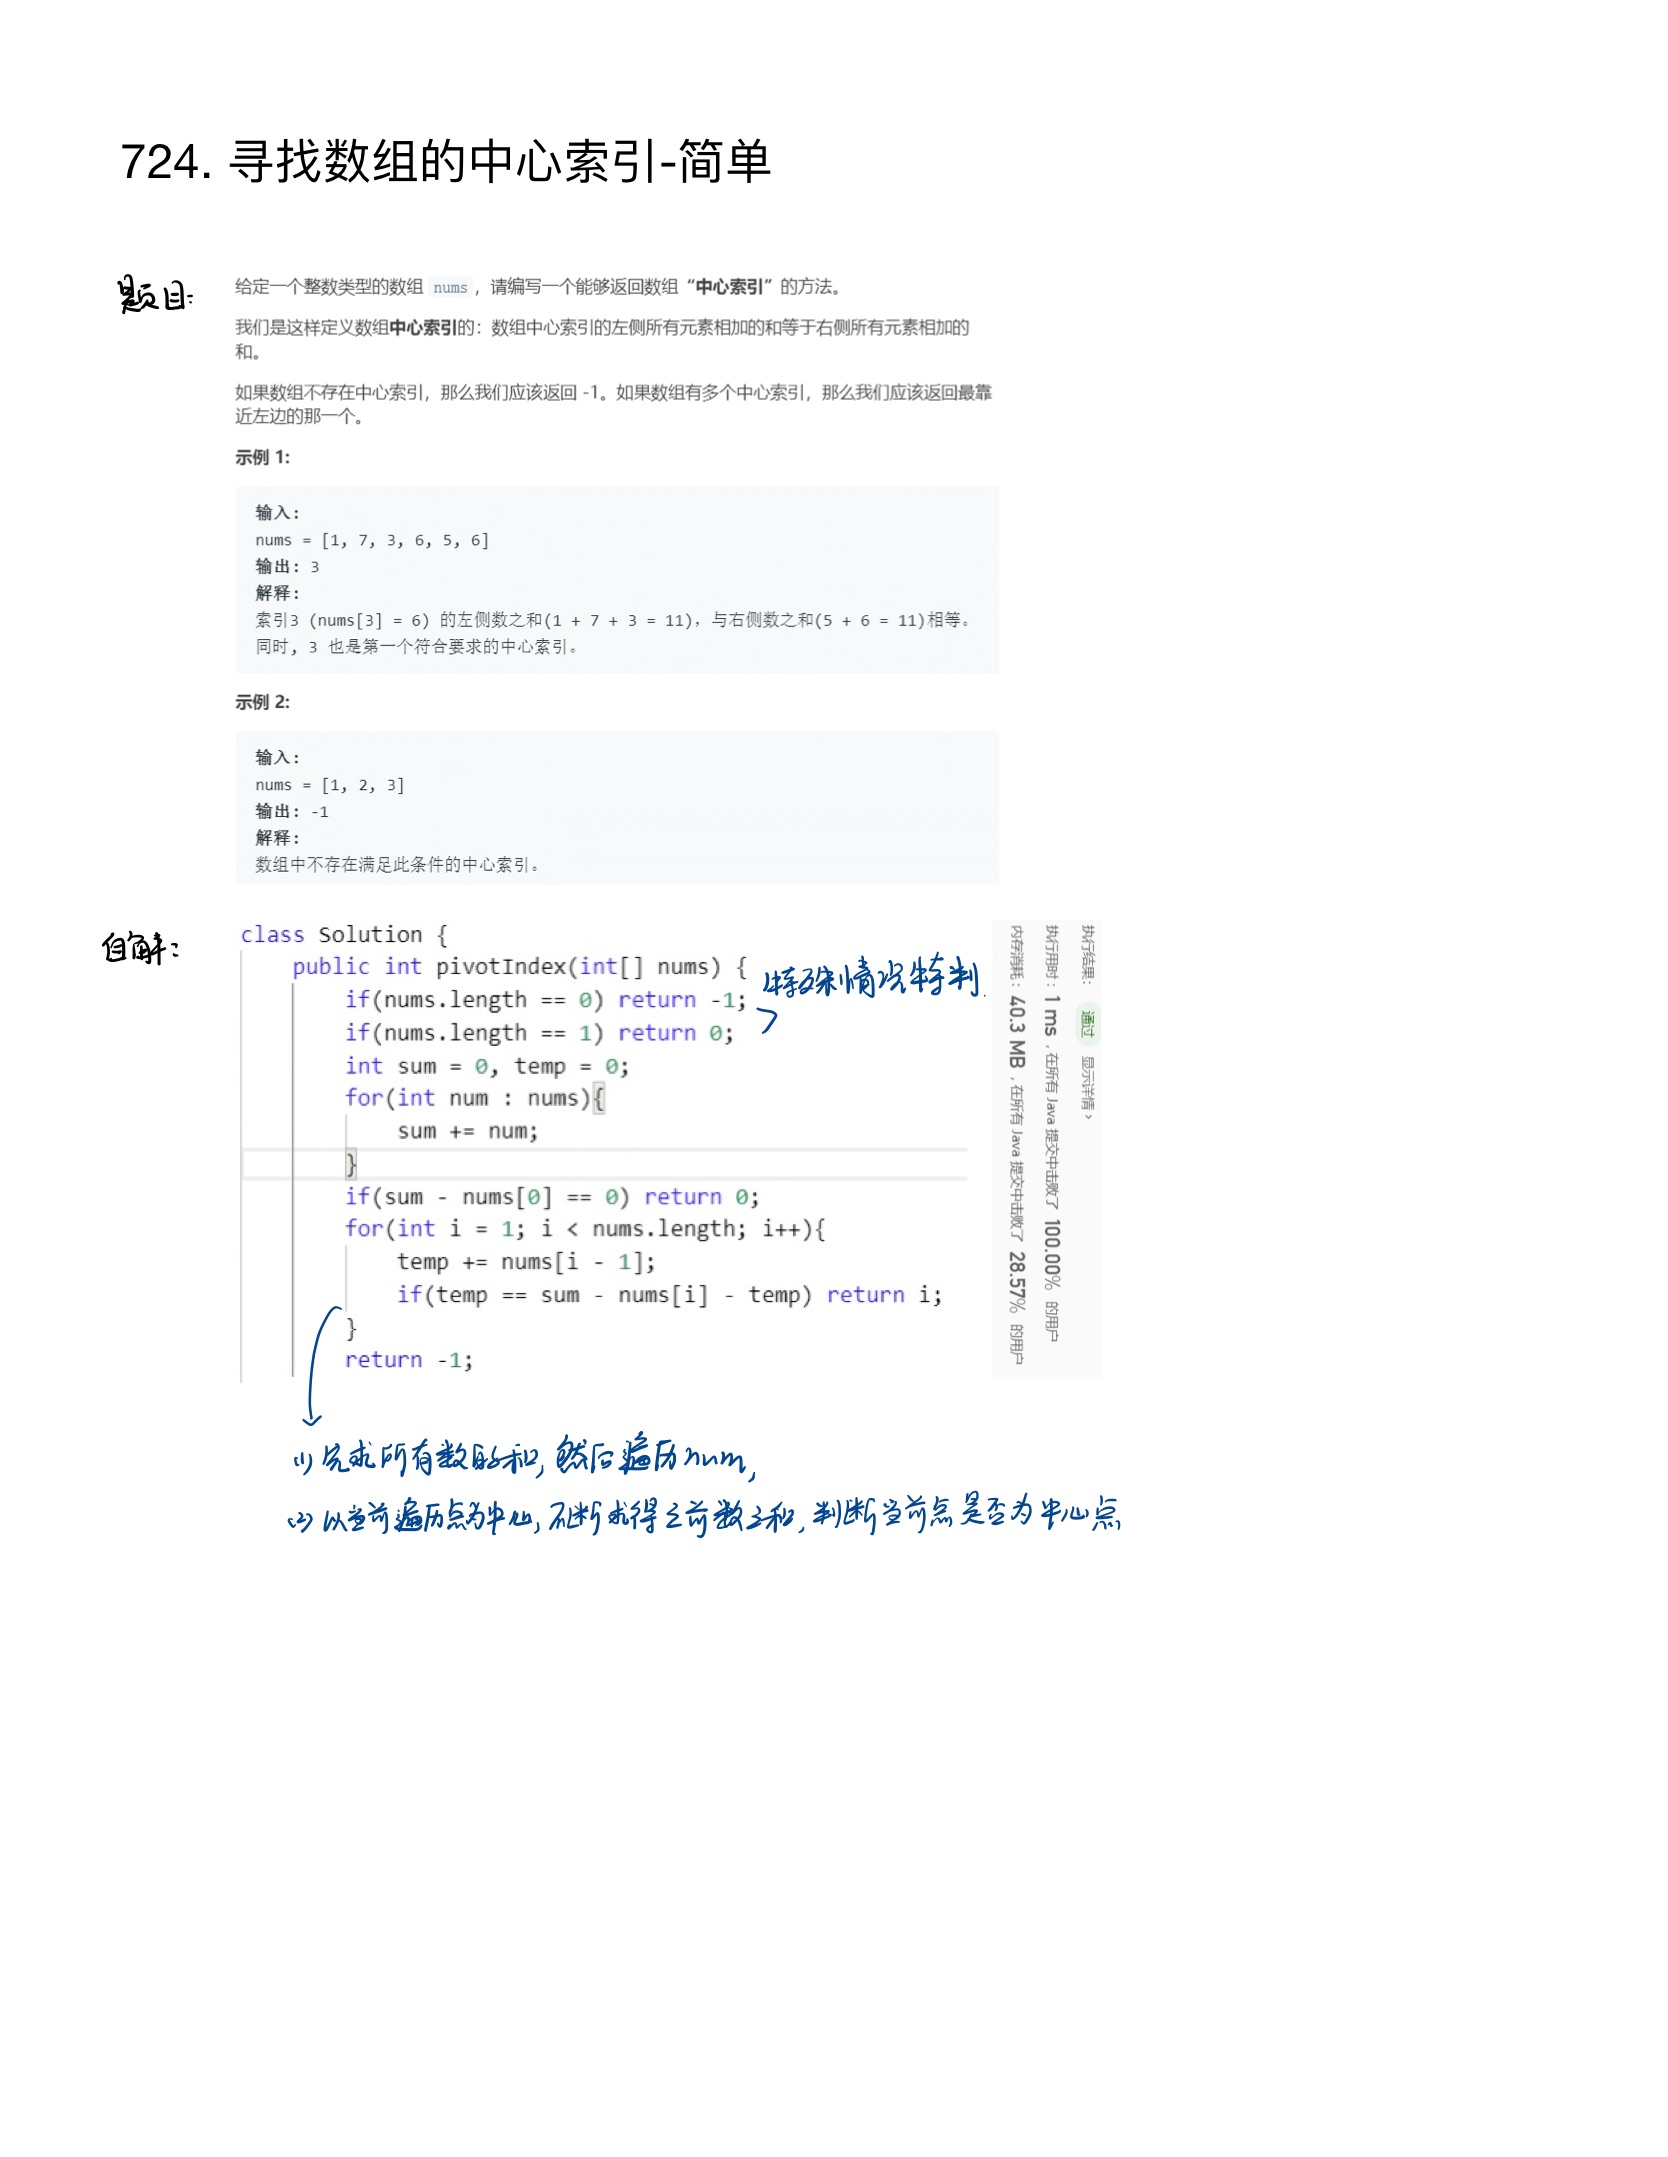 724. 寻找数组的中心索引-简单
题目:
给定一个整数类型的数组 nums ，请编写一个能够返回数组 “中心索引” 的方法。
我们是这样定义数组中心索引的：数组中心索引的左侧所有元素相加的和等于右侧所有元素相加的
和。
如果数组不存在中心索引，那么我们应该返回 -1。如果数组有多个中心索引，那么我们应该返回最靠
近左边的那一个。
示例 1:
输入:
nums = [1, 7, 3, 6, 5, 6]
输出: 3
解释:
索引3 (nums[3] = 6) 的左侧数之和(1 + 7 + 3 = 11)，与右侧数之和(5 + 6 = 11)相等。
同时, 3 也是第一个符合要求的中心索引。
示例 2:
输入:
nums = [1, 2, 3]
输出: -1
解释:
数组中不存在满足此条件的中心索引。
自解:
class Solution {
public int pivotIndex(int[] nums) {
特殊情况特判.
if(nums.length == 0) return -1;
if(nums.length == 1) return 0;
int sum = 0, temp = 0;
for(int num : nums){
sum += num;
}
if(sum - nums[0] == 0) return 0;
for(int i = 1; i < nums.length; i++){
temp += nums[i - 1];
if(temp == sum - nums[i] - temp) return i;
}
return -1;
执行结果: 通过 显示详情 >
执行用时: 1 ms , 在所有 Java 提交中击败了 100.00% 的用户
内存消耗: 40.3 MB , 在所有 Java 提交中击败了 28.57% 的用户
(1) 先求所有数的和, 然后遍历num,
(2) 以当前遍历点为中心, 不断求得之前数之和, 判断当前点是否为中心点